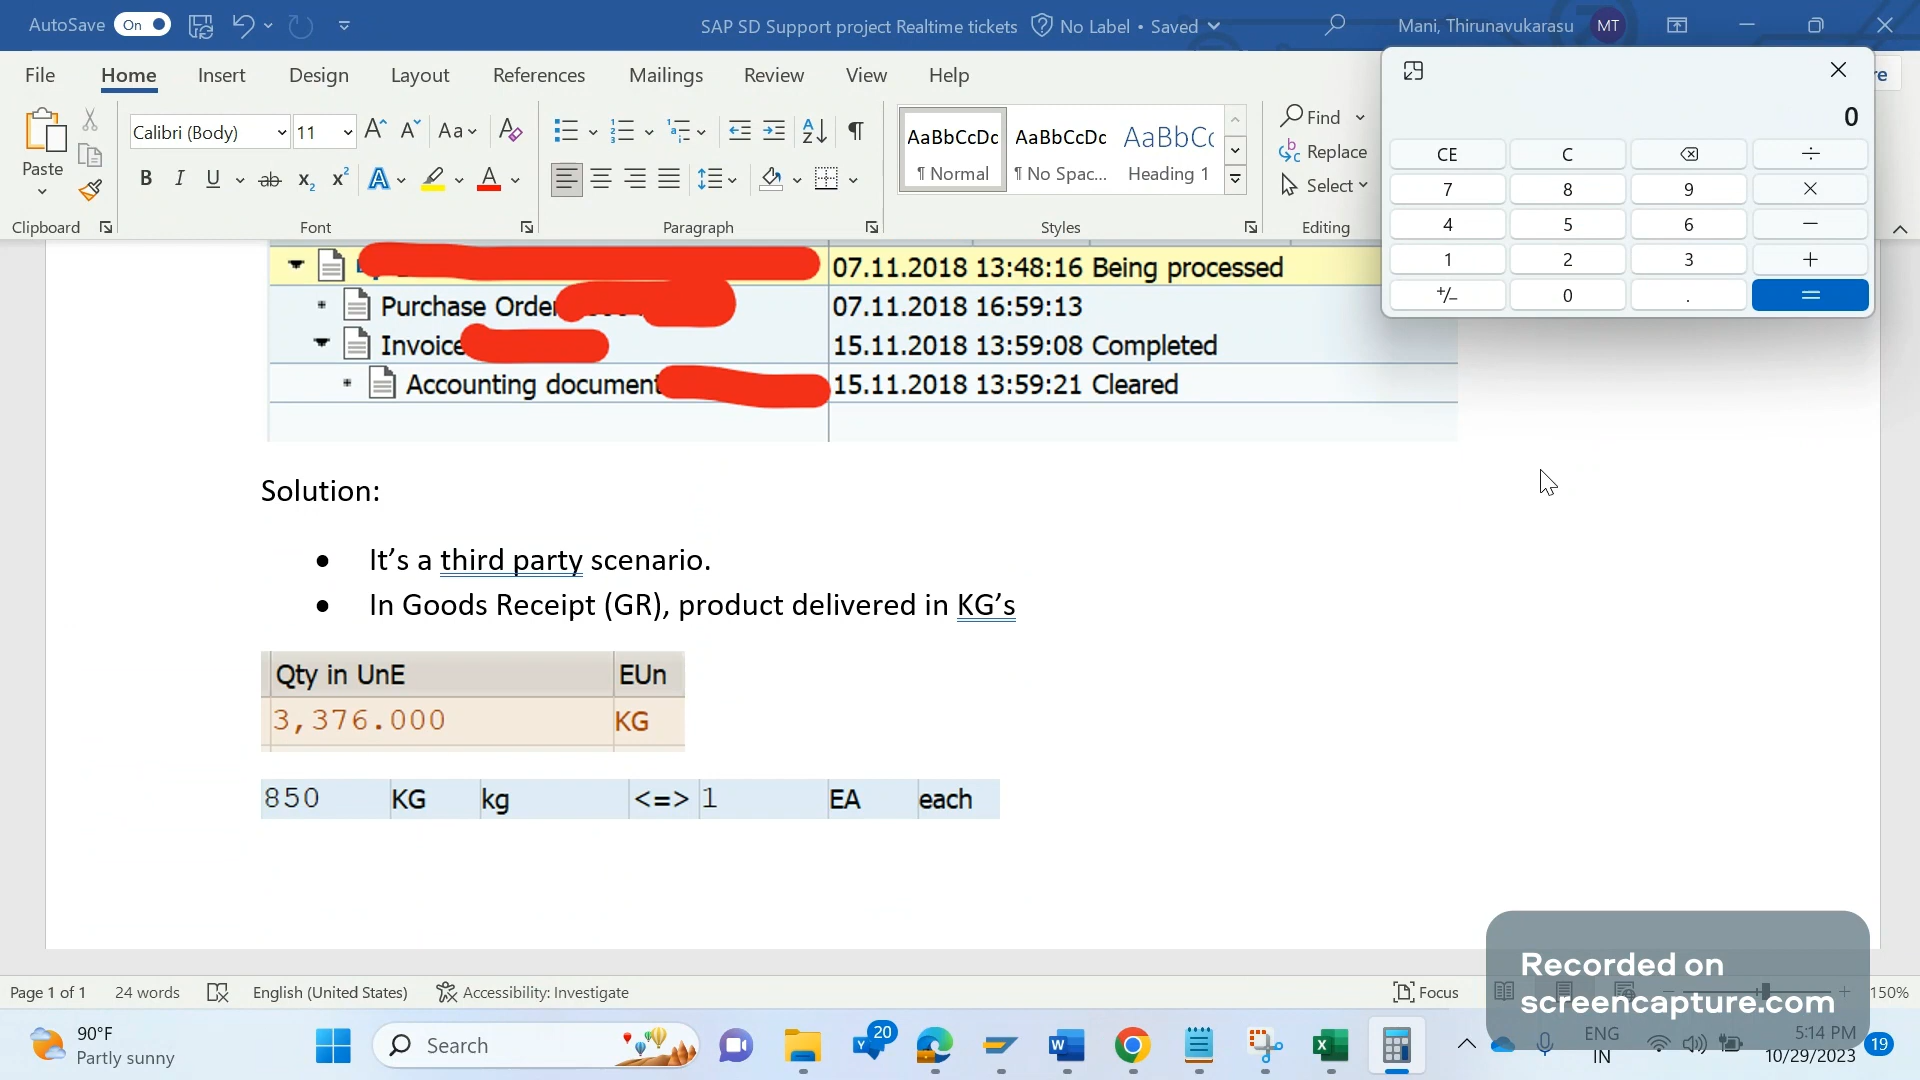 AutoSave On
SAP SD Support project Realtime tickets No Label • Saved
Mani, Thirunavukarasu MT
File Home Insert Design Layout References Mailings Review View Help
Paste
Clipboard
Calibri (Body) 11
Font
Paragraph
AaBbCcDc AaBbCcDc AaBbCc
¶ Normal ¶ No Spac... Heading 1
Styles
Find
Replace
Select
Editing
0
CE C ÷
7 8 9 ×
4 5 6 −
1 2 3 +
+/− 0 . =
07.11.2018 13:48:16 Being processed
Purchase Order 07.11.2018 16:59:13
Invoice 15.11.2018 13:59:08 Completed
Accounting document 15.11.2018 13:59:21 Cleared
Solution:
• It’s a third party scenario.
• In Goods Receipt (GR), product delivered in KG’s
Qty in UnE EUn
3,376.000 KG
850 KG kg <=> 1 EA each
Recorded on
screencapture.com
Page 1 of 1 24 words English (United States) Accessibility: Investigate Focus 150%
90°F
Partly sunny
Search
20
ENG
IN
5:14 PM
10/29/2023
19